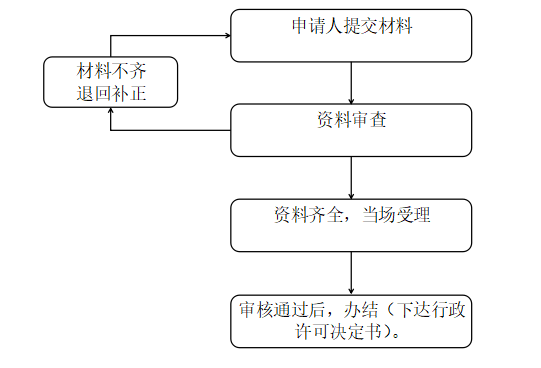 申请人提交材料
材料不齐
退回补正
资料审查
资料齐全，当场受理
审核通过后，办结（下达行政
许可决定书）。